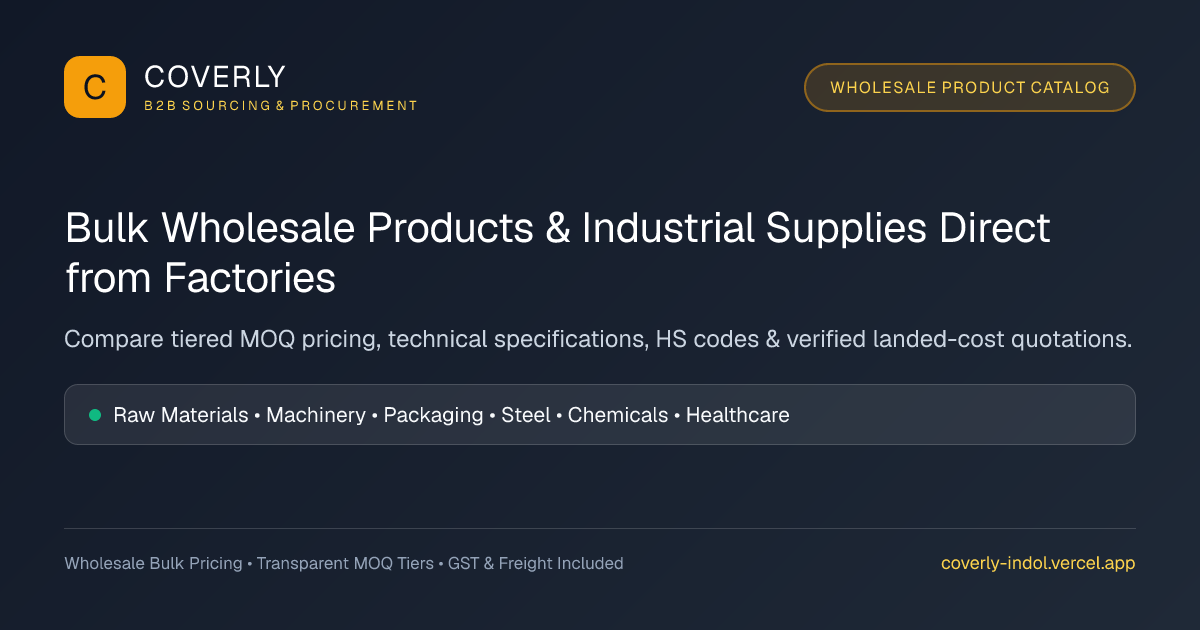 C
COVERLY
B2B SOURCING & PROCUREMENT
WHOLESALE PRODUCT CATALOG
Bulk Wholesale Products & Industrial Supplies Direct
from Factories
Compare tiered MOQ pricing, technical specifications, HS codes & verified landed-cost quotations.
Raw Materials • Machinery • Packaging • Steel • Chemicals • Healthcare
Wholesale Bulk Pricing • Transparent MOQ Tiers • GST & Freight Included
coverly-indol.vercel.app